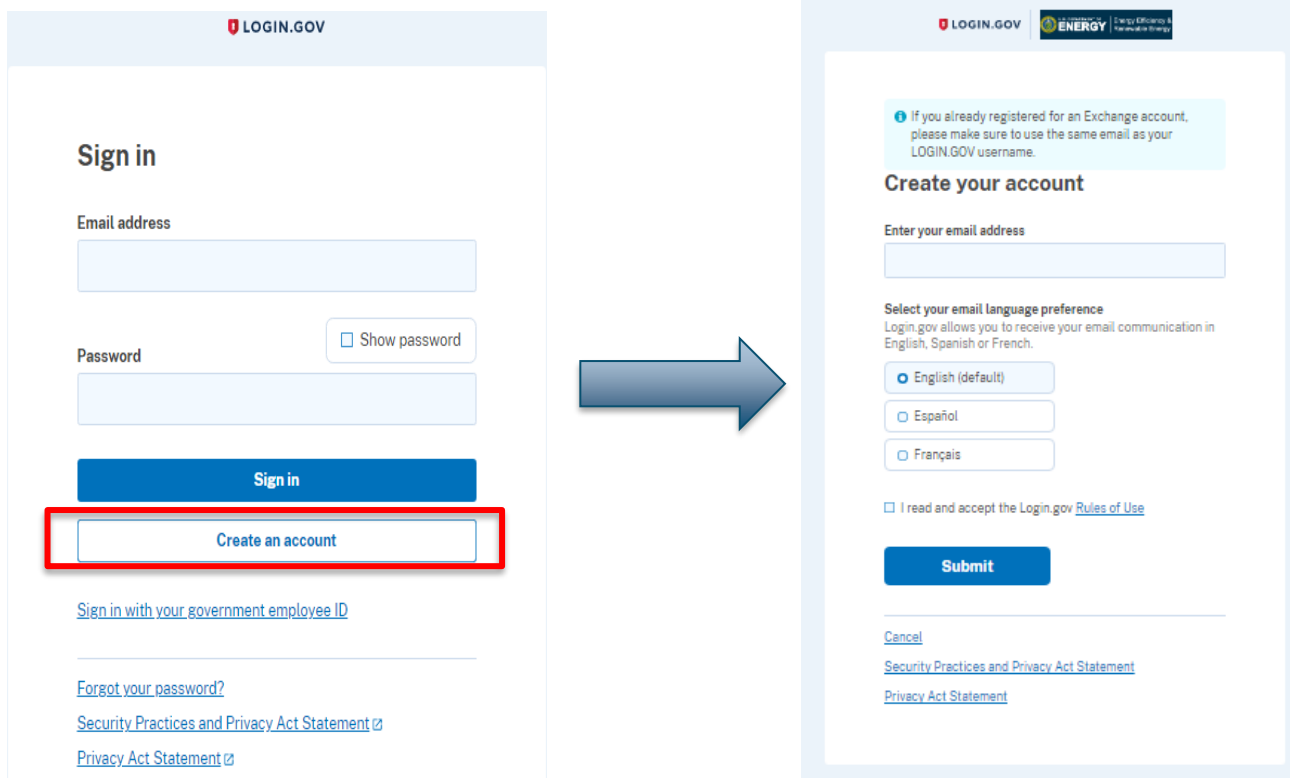 LOGIN.GOV
Sign in
Email address
Show password
Password
Sign in
Create an account
Sign in with your government employee ID
Forgot your password?
Security Practices and Privacy Act Statement
Privacy Act Statement
LOGIN.GOV
U.S. DEPARTMENT OF
ENERGY
Energy Efficiency &
Renewable Energy
If you already registered for an Exchange account,
please make sure to use the same email as your
LOGIN.GOV username.
Create your account
Enter your email address
Select your email language preference
Login.gov allows you to receive your email communication in
English, Spanish or French.
English (default)
Español
Français
I read and accept the Login.gov Rules of Use
Submit
Cancel
Security Practices and Privacy Act Statement
Privacy Act Statement